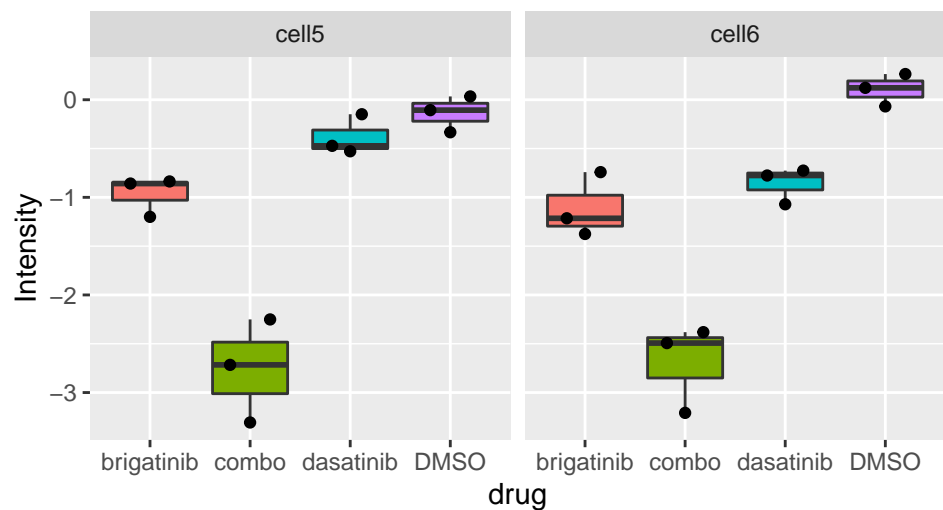 cell5 cell6
Intensity
0
−1
−2
−3
brigatinib combo dasatinib DMSO brigatinib combo dasatinib DMSO
drug